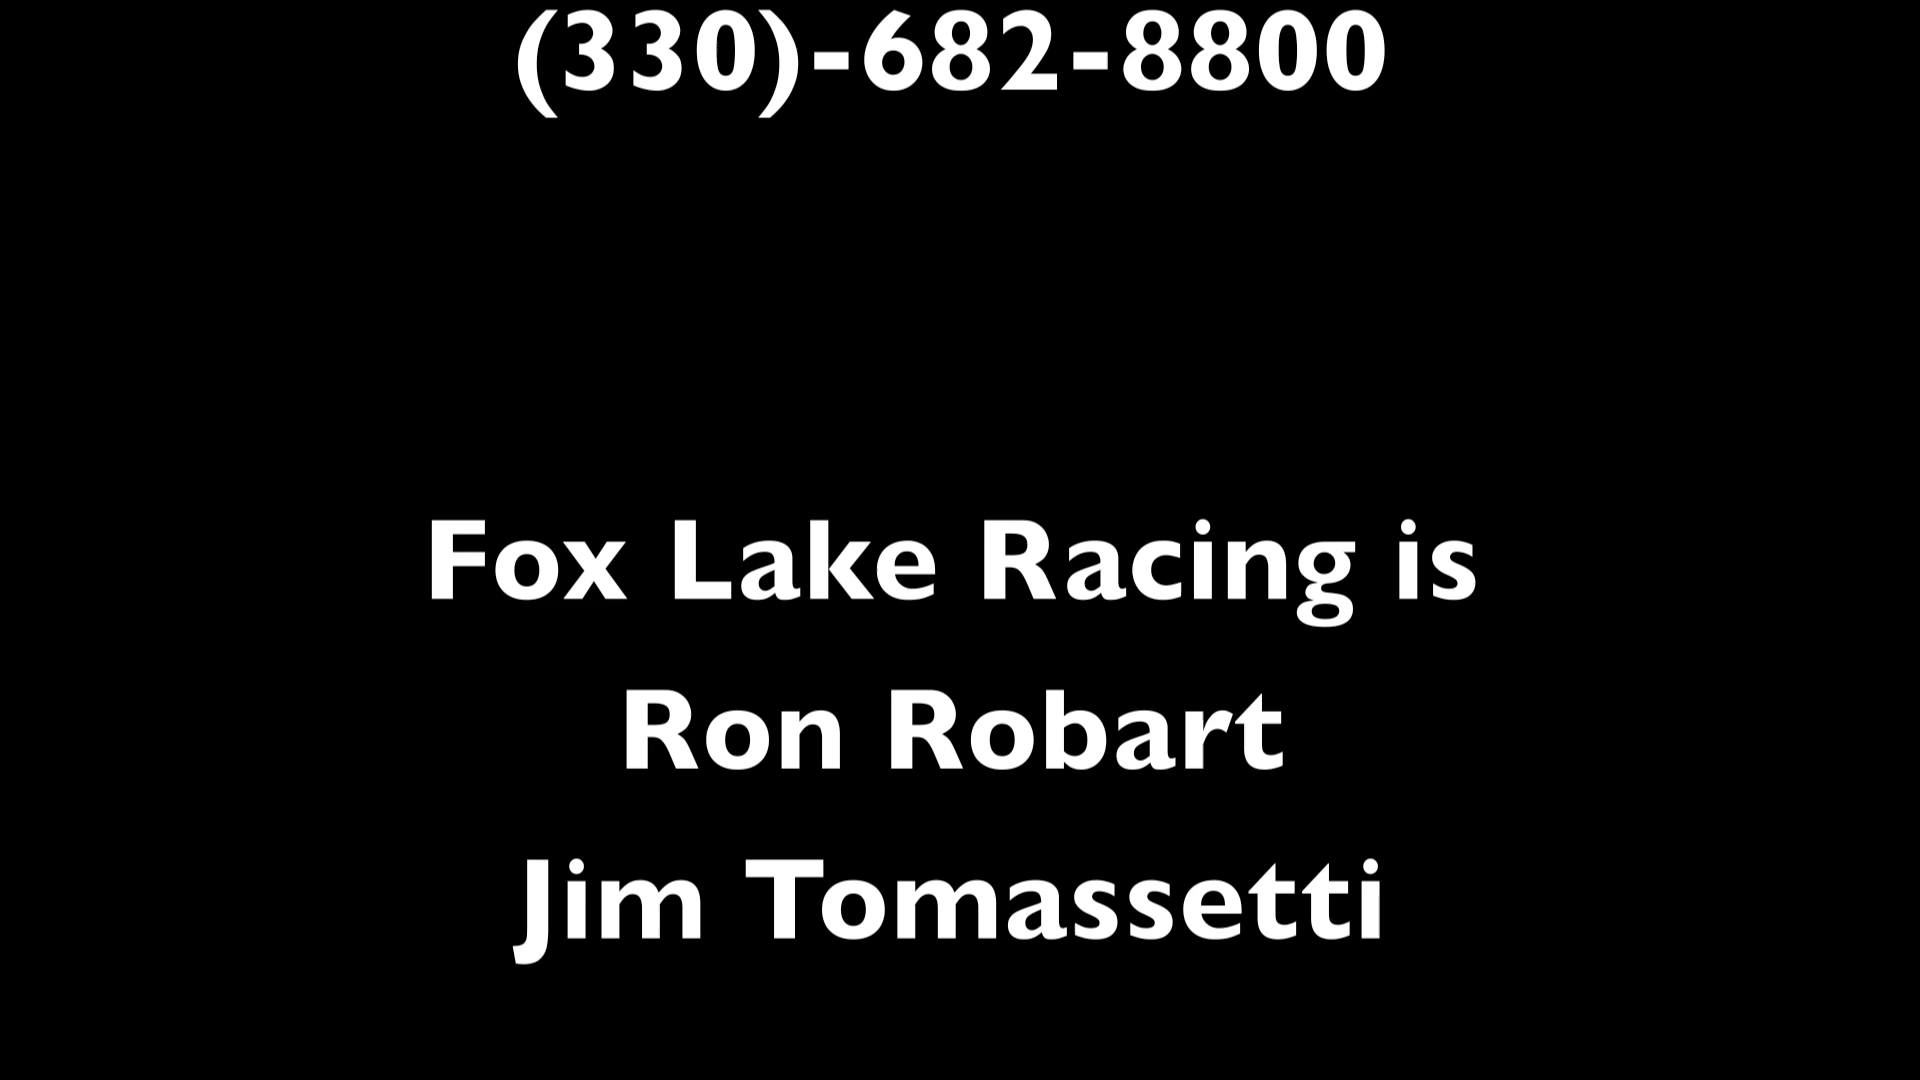 (330)-682-8800
Fox Lake Racing is
Ron Robart
Jim Tomassetti